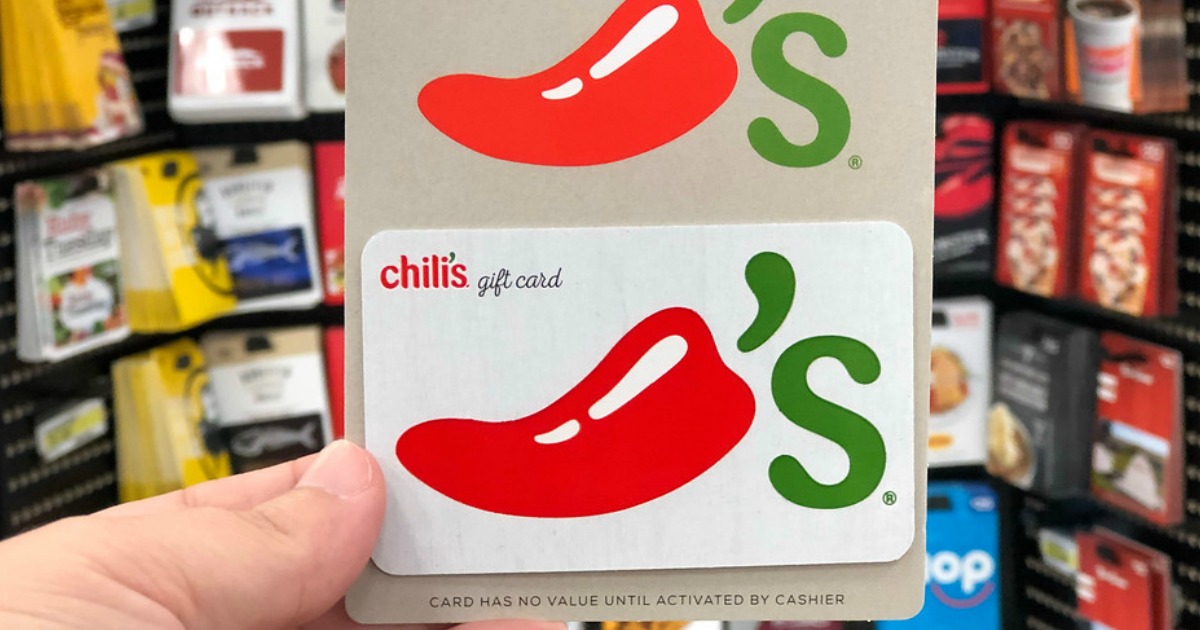 's®
chili's. gift card
's®
CARD HAS NO VALUE UNTIL ACTIVATED BY CASHIER